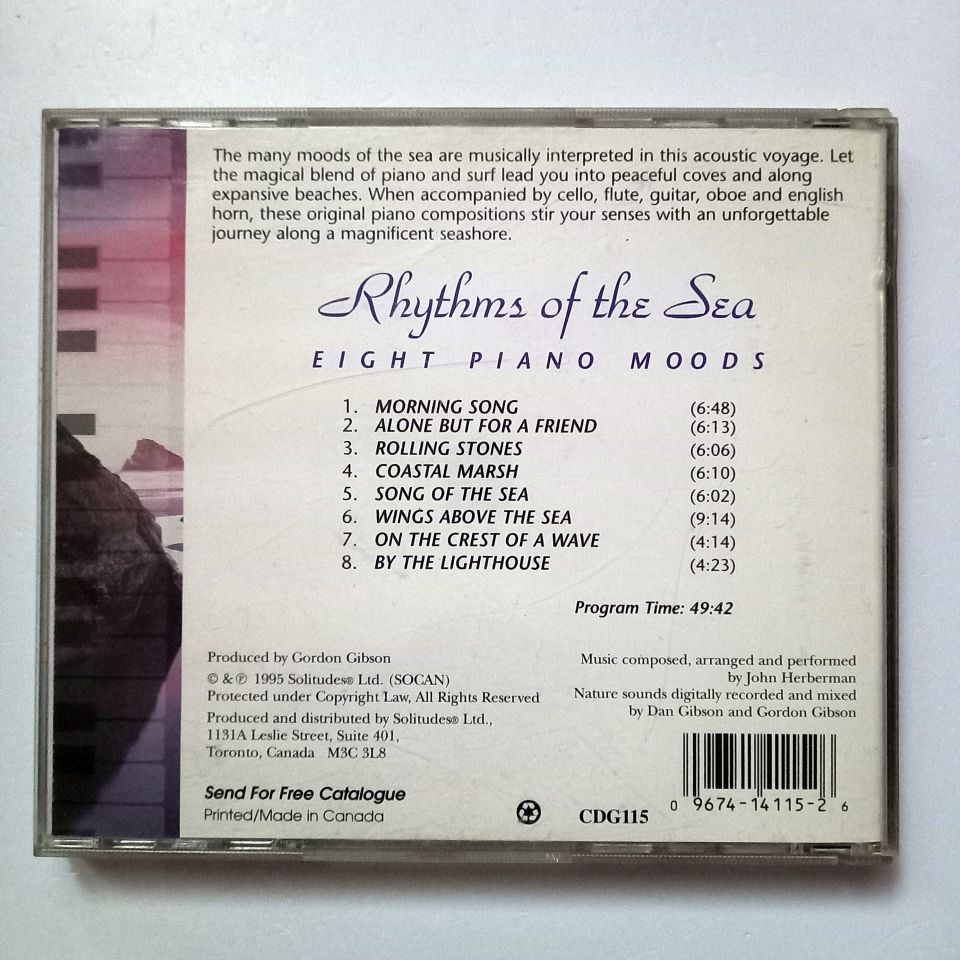 The many moods of the sea are musically interpreted in this acoustic voyage. Let
the magical blend of piano and surf lead you into peaceful coves and along
expansive beaches. When accompanied by cello, flute, guitar, oboe and english
horn, these original piano compositions stir your senses with an unforgettable
journey along a magnificent seashore.
Rhythms of the Sea
EIGHT PIANO MOODS
1. MORNING SONG (6:48)
2. ALONE BUT FOR A FRIEND (6:13)
3. ROLLING STONES (6:06)
4. COASTAL MARSH (6:10)
5. SONG OF THE SEA (6:02)
6. WINGS ABOVE THE SEA (9:14)
7. ON THE CREST OF A WAVE (4:14)
8. BY THE LIGHTHOUSE (4:23)
Program Time: 49:42
Produced by Gordon Gibson
© & ℗ 1995 Solitudes® Ltd. (SOCAN)
Protected under Copyright Law, All Rights Reserved
Produced and distributed by Solitudes® Ltd.,
1131A Leslie Street, Suite 401,
Toronto, Canada M3C 3L8
Music composed, arranged and performed
by John Herberman
Nature sounds digitally recorded and mixed
by Dan Gibson and Gordon Gibson
Send For Free Catalogue
Printed/Made in Canada
CDG115
0 9674-14115-2 6